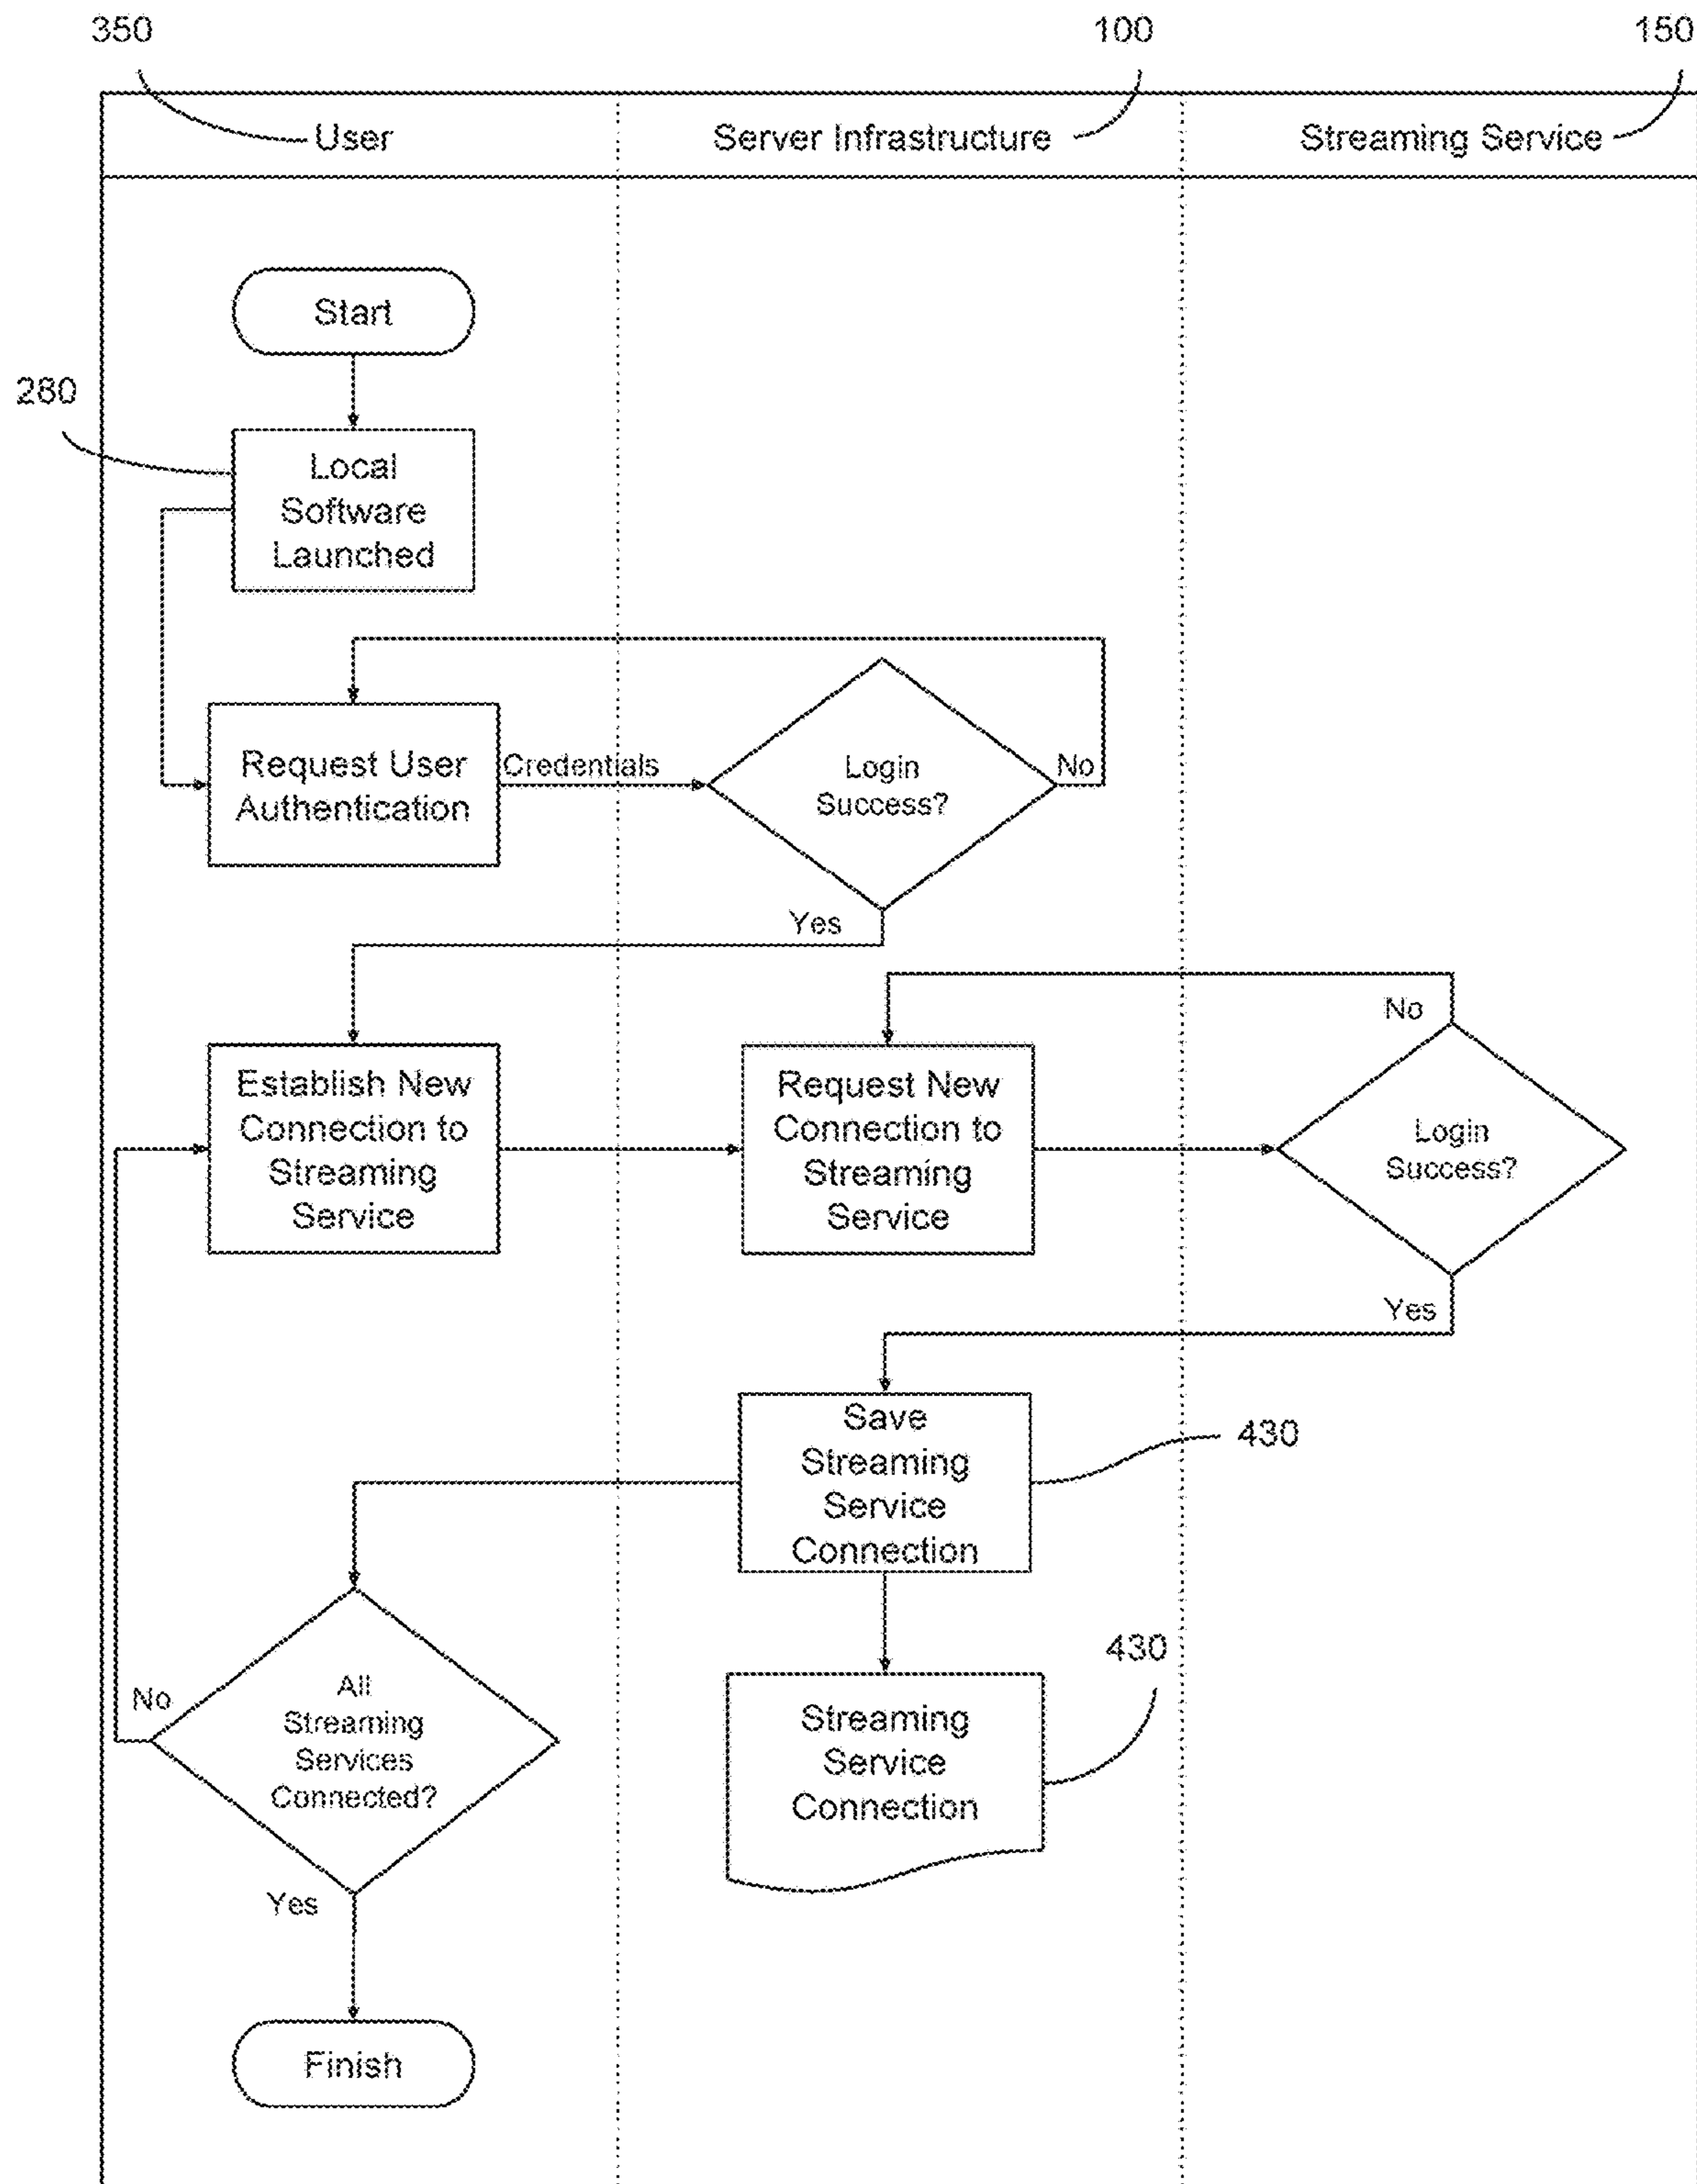 350
100
150
User
Server Infrastructure
Streaming Service
Start
280
Local
Software
Launched
Request User
Authentication
Credentials
Login
Success?
No
Yes
Establish New
Connection to
Streaming
Service
Request New
Connection to
Streaming
Service
No
Login
Success?
Yes
Save
Streaming
Service
Connection
430
430
Streaming
Service
Connection
No
All
Streaming
Services
Connected?
Yes
Finish